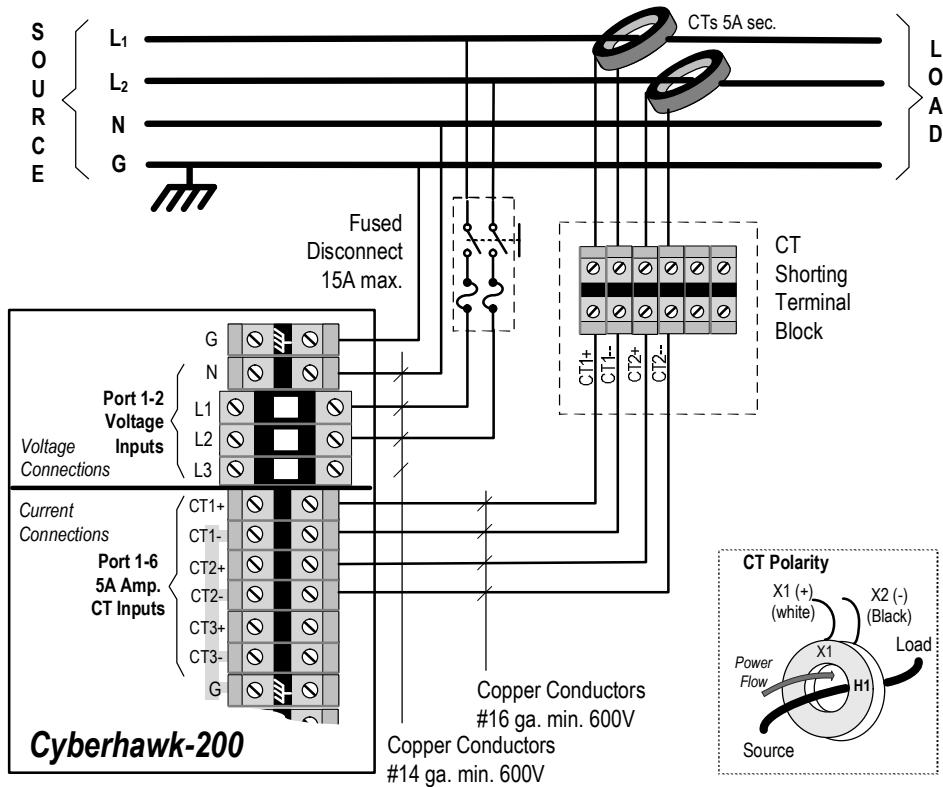 CTs 5A sec.
SOURCE
L1
L2
N
G
LOAD
Fused
Disconnect
15A max.
CT
Shorting
Terminal
Block
CT1+
CT1--
CT2+
CT2--
G
N
Port 1-2
Voltage
Inputs
L1
L2
L3
Voltage
Connections
Current
Connections
Port 1-6
5A Amp.
CT Inputs
CT1+
CT1-
CT2+
CT2-
CT3+
CT3-
G
Cyberhawk-200
Copper Conductors
#16 ga. min. 600V
Copper Conductors
#14 ga. min. 600V
CT Polarity
X1 (+)
(white)
X2 (-)
(Black)
X1
H1
Load
Power
Flow
Source